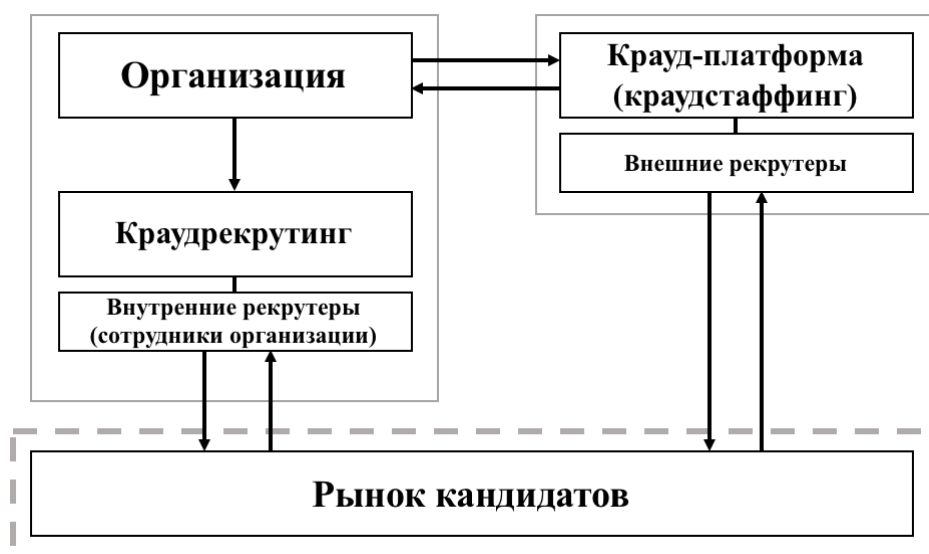 Организация
Крауд-платформа
(краудстаффинг)
Внешние рекрутеры
Краудрекрутинг
Внутренние рекрутеры
(сотрудники организации)
Рынок кандидатов